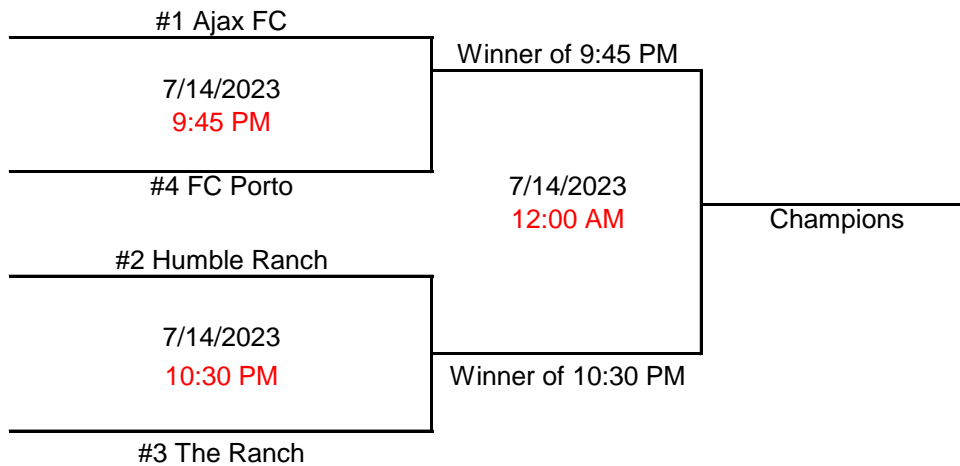 #1 Ajax FC
Winner of 9:45 PM
7/14/2023
9:45 PM
#4 FC Porto
7/14/2023
12:00 AM
Champions
#2 Humble Ranch
7/14/2023
10:30 PM
Winner of 10:30 PM
#3 The Ranch